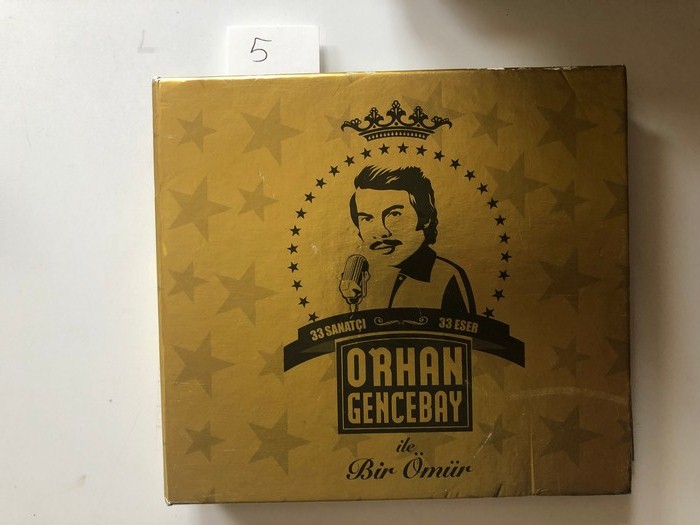 5
33 SANATÇI 33 ESER
ORHAN
GENCEBAY
ile
Bir Ömür